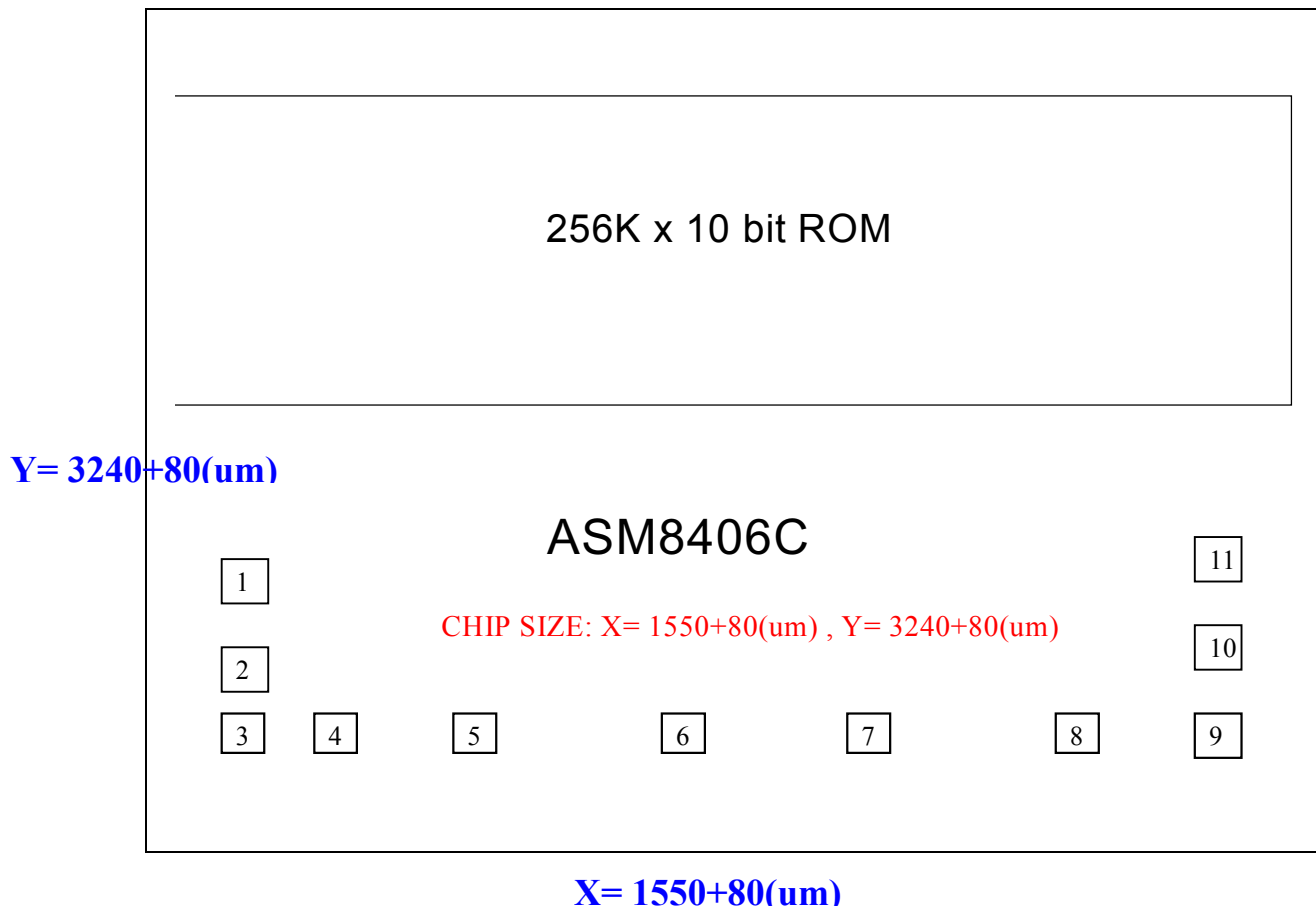 256K x 10 bit ROM
Y= 3240+80(um)
ASM8406C
11
1
CHIP SIZE: X= 1550+80(um) , Y= 3240+80(um)
10
2
3 4 5 6 7 8 9
X= 1550+80(um)